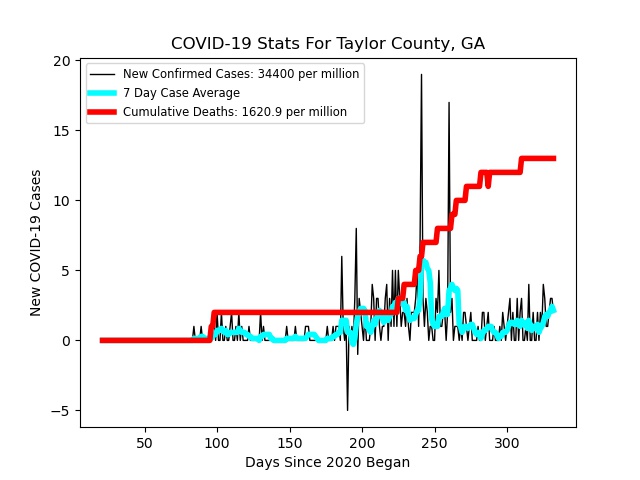 COVID-19 Stats For Taylor County, GA
New Confirmed Cases: 34400 per million
7 Day Case Average
Cumulative Deaths: 1620.9 per million
New COVID-19 Cases
20
15
10
5
0
−5
50 100 150 200 250 300
Days Since 2020 Began